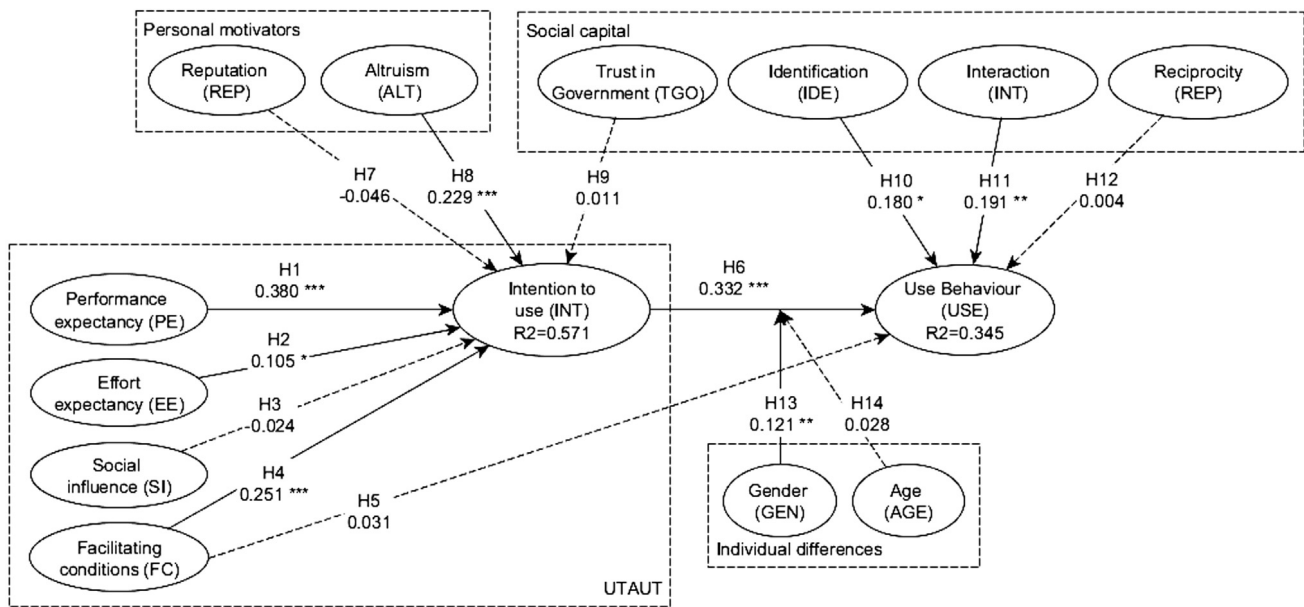 Personal motivators
Reputation
(REP)
Altruism
(ALT)
Social capital
Trust in
Government (TGO)
Identification
(IDE)
Interaction
(INT)
Reciprocity
(REP)
H7
-0.046
H8
0.229 ***
H9
0.011
H10
0.180 *
H11
0.191 **
H12
0.004
Performance
expectancy (PE)
H1
0.380 ***
Intention to
use (INT)
R2=0.571
H6
0.332 ***
Use Behaviour
(USE)
R2=0.345
Effort
expectancy (EE)
H2
0.105 *
H3
-0.024
Social
influence (SI)
H4
0.251 ***
Facilitating
conditions (FC)
H5
0.031
UTAUT
H13
0.121 **
H14
0.028
Gender
(GEN)
Age
(AGE)
Individual differences